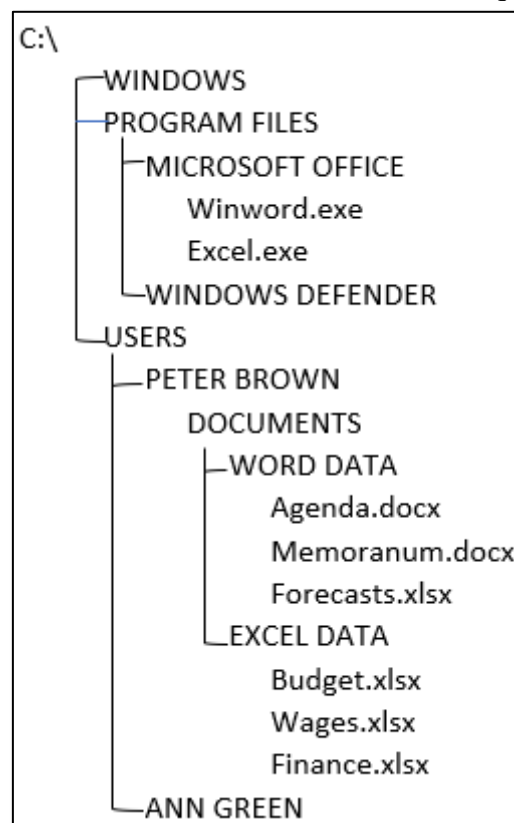 C:\
WINDOWS
PROGRAM FILES
MICROSOFT OFFICE
Winword.exe
Excel.exe
WINDOWS DEFENDER
USERS
PETER BROWN
DOCUMENTS
WORD DATA
Agenda.docx
Memoranum.docx
Forecasts.xlsx
EXCEL DATA
Budget.xlsx
Wages.xlsx
Finance.xlsx
ANN GREEN